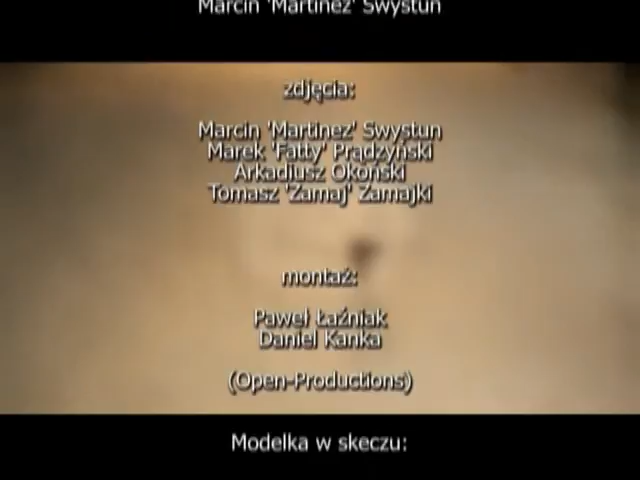 Marcin 'Martinez' Swystun
zdjęcia:
Marcin 'Martinez' Swystun
Marek 'Fatty' Prądzyński
Arkadiusz Okoński
Tomasz 'Zamaj' Zamajki
montaż:
Paweł Łaźniak
Daniel Kanka
(Open-Productions)
Modelka w skeczu: